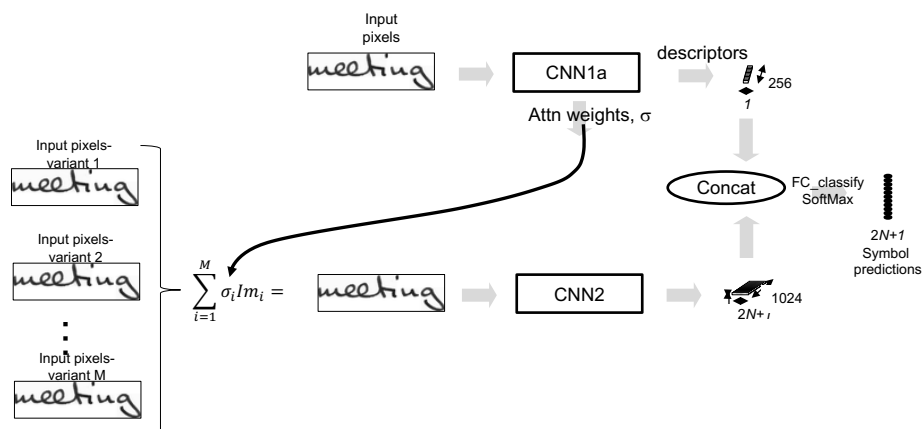 Input
pixels
meeting
CNN1a
descriptors
256
1
Attn weights, σ
Input pixels-
variant 1
meeting
Input pixels-
variant 2
meeting
Input pixels-
variant M
meeting
M
∑ σᵢImᵢ =
i=1
meeting
CNN2
1024
2N+
Concat
FC_classify
SoftMax
2N+1
Symbol
predictions